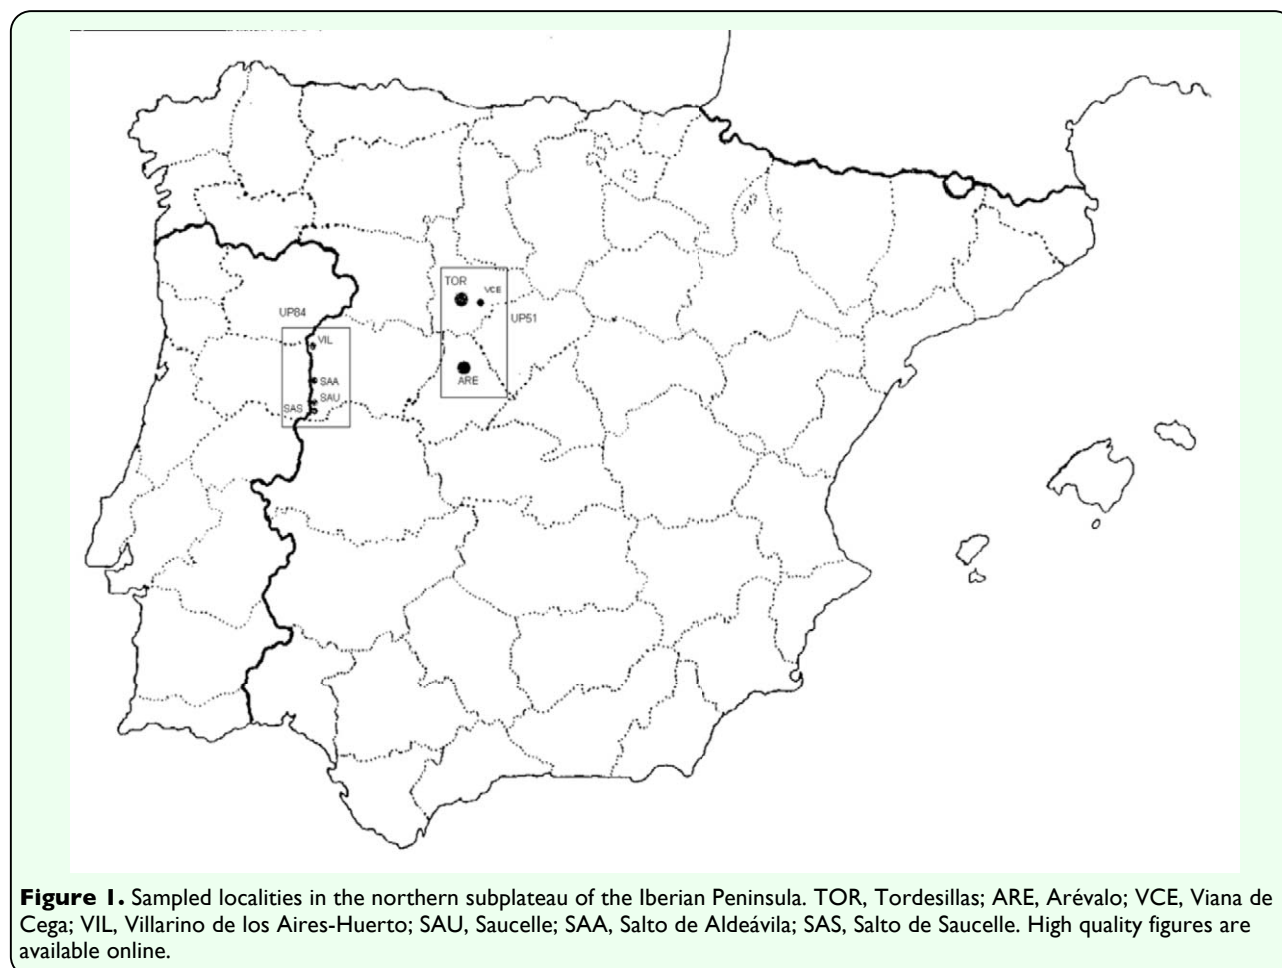 TOR
VCE
UP84
UP51
VIL
ARE
SAA
SAU
SAS
Figure 1. Sampled localities in the northern subplateau of the Iberian Peninsula. TOR, Tordesillas; ARE, Arévalo; VCE, Viana de
Cega; VIL, Villarino de los Aires-Huerto; SAU, Saucelle; SAA, Salto de Aldeávila; SAS, Salto de Saucelle. High quality figures are
available online.